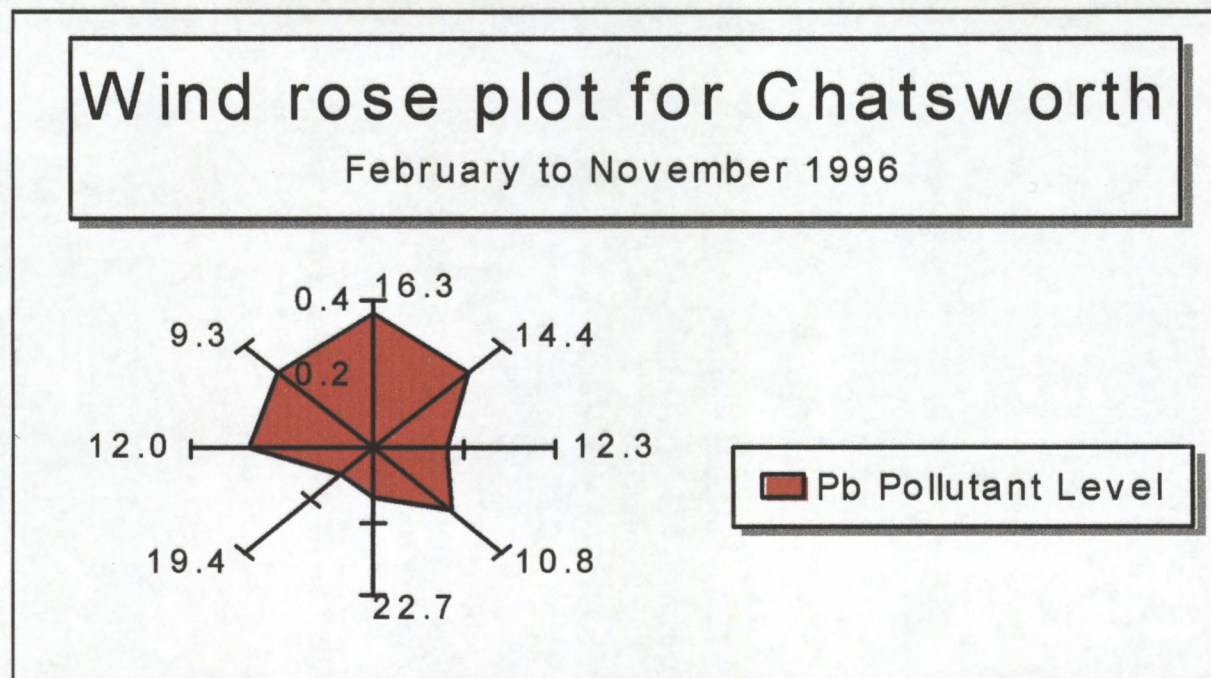 Wind rose plot for Chatsworth
February to November 1996
0.4 16.3
9.3 14.4
0.2
12.0 12.3
Pb Pollutant Level
19.4 10.8
22.7